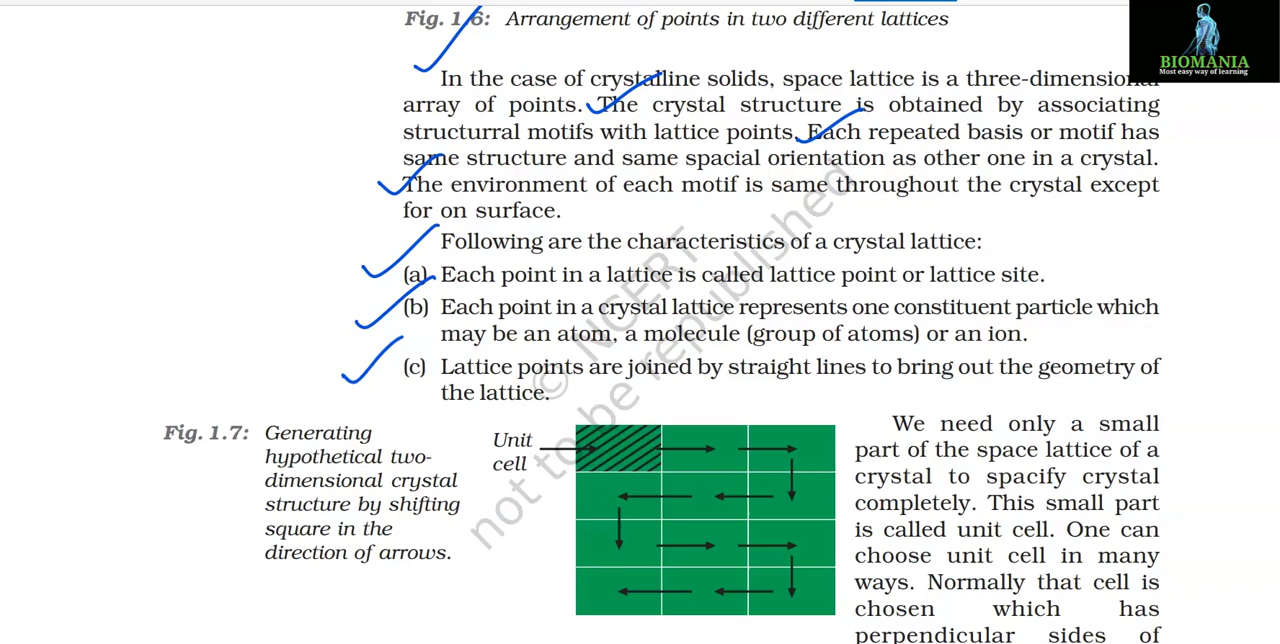 Fig. 1.6: Arrangement of points in two different lattices
BIOMANIA
Most easy way of learning
In the case of crystalline solids, space lattice is a three-dimensional
array of points. The crystal structure is obtained by associating
structurral motifs with lattice points. Each repeated basis or motif has
same structure and same spacial orientation as other one in a crystal.
The environment of each motif is same throughout the crystal except
for on surface.
Following are the characteristics of a crystal lattice:
(a) Each point in a lattice is called lattice point or lattice site.
(b) Each point in a crystal lattice represents one constituent particle which
may be an atom, a molecule (group of atoms) or an ion.
(c) Lattice points are joined by straight lines to bring out the geometry of
the lattice.
Fig. 1.7: Generating
hypothetical two-
dimensional crystal
structure by shifting
square in the
direction of arrows.
Unit
cell
We need only a small
part of the space lattice of a
crystal to spacify crystal
completely. This small part
is called unit cell. One can
choose unit cell in many
ways. Normally that cell is
chosen which has
perpendicular sides of
© NCERT
not to be republished